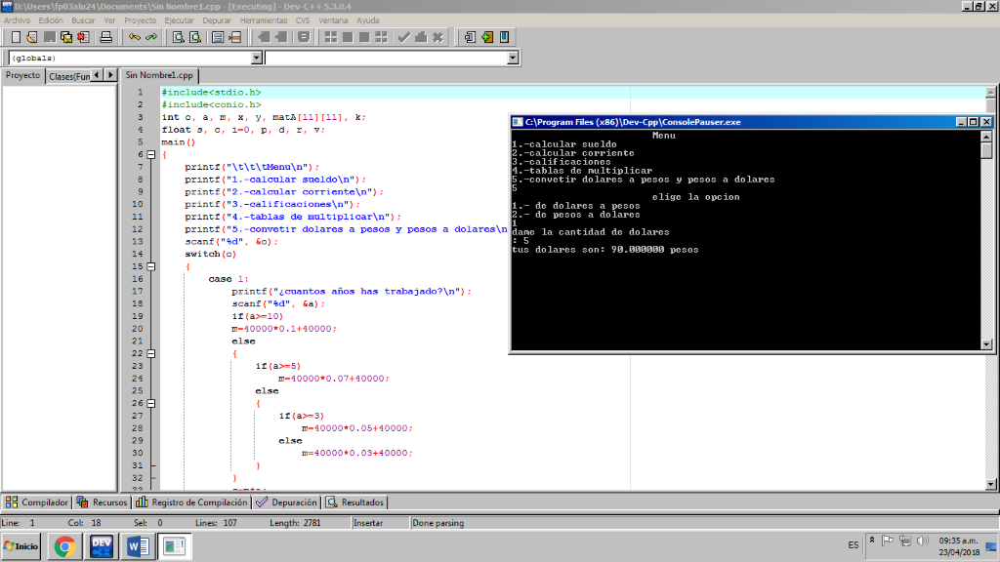 D:\Users\fp03alu24\Documents\Sin Nombre1.cpp - [Executing] - Dev-C++ 5.3.0.4
Archivo Edición Buscar Ver Proyecto Ejecutar Depurar Herramientas CVS Ventana Ayuda
(globals)
Proyecto Clases(Fun Sin Nombre1.cpp
1 #include<stdio.h>
2 #include<conio.h>
3 int o, a, m, x, y, matA[11][11], k;
4 float s, c, i=0, p, d, r, v;
5 main()
6 {
7 printf("\t\t\tMenu\n");
8 printf("1.-calcular sueldo\n");
9 printf("2.-calcular corriente\n");
10 printf("3.-calificaciones\n");
11 printf("4.-tablas de multiplicar\n");
12 printf("5.-convetir dolares a pesos y pesos a dolares\n
13 scanf("%d", &o);
14 switch(o)
15 {
16 case 1:
17 printf("¿cuantos años has trabajado?\n");
18 scanf("%d", &a);
19 if(a>=10)
20 m=40000*0.1+40000;
21 else
22 {
23 if(a>=5)
24 m=40000*0.07+40000;
25 else
26 {
27 if(a>=3)
28 m=40000*0.05+40000;
29 else
30 m=40000*0.03+40000;
31 }
32 }
33
C:\Program Files (x86)\Dev-Cpp\ConsolePauser.exe
Menu
1.-calcular sueldo
2.-calcular corriente
3.-calificaciones
4.-tablas de multiplicar
5.-convetir dolares a pesos y pesos a dolares
5
elige la opcion
1.- de dolares a pesos
2.- de pesos a dolares
1
dame la cantidad de dolares
: 5
tus dolares son: 90.000000 pesos
Compilador Recursos Registro de Compilación Depuración Resultados
Line: 1 Col: 18 Sel: 0 Lines: 107 Length: 2781 Insertar Done parsing
Inicio DEV ES 09:35 a.m.
23/04/2018